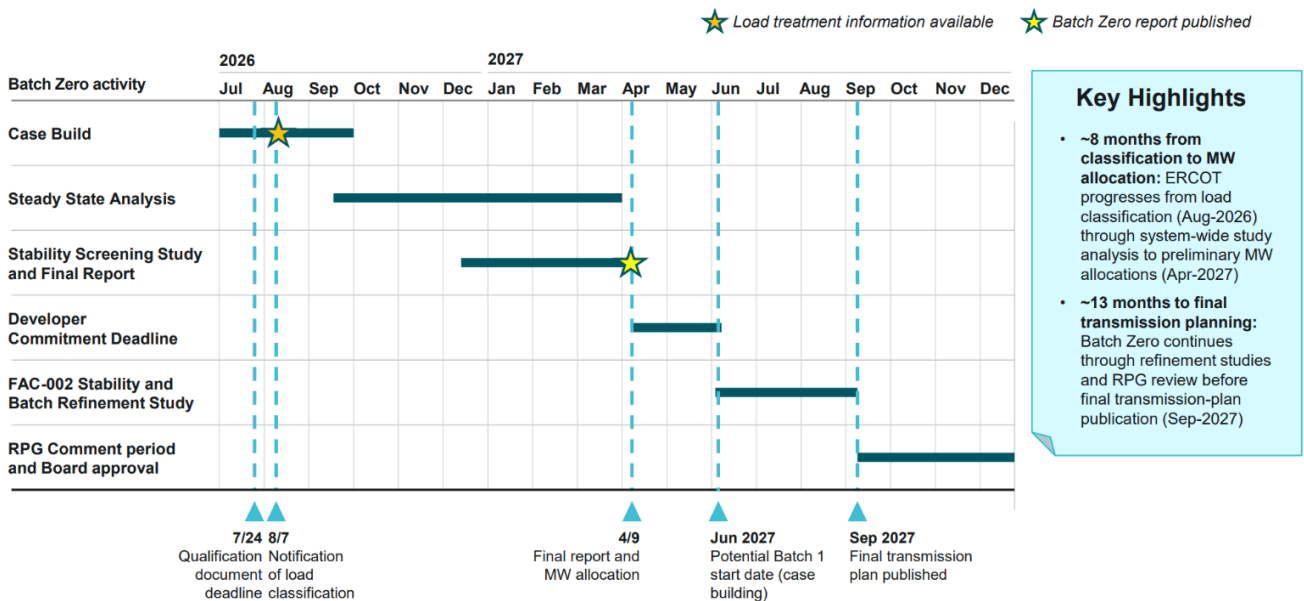 Load treatment information available
Batch Zero report published
2026
2027
Batch Zero activity
Jul Aug Sep Oct Nov Dec Jan Feb Mar Apr May Jun Jul Aug Sep Oct Nov Dec
Case Build
Steady State Analysis
Stability Screening Study
and Final Report
Developer
Commitment Deadline
FAC-002 Stability and
Batch Refinement Study
RPG Comment period
and Board approval
7/24
Qualification
document
deadline
8/7
Notification
of load
classification
4/9
Final report and
MW allocation
Jun 2027
Potential Batch 1
start date (case
building)
Sep 2027
Final transmission
plan published
Key Highlights
• ~8 months from
classification to MW
allocation: ERCOT
progresses from load
classification (Aug-2026)
through system-wide study
analysis to preliminary MW
allocations (Apr-2027)
• ~13 months to final
transmission planning:
Batch Zero continues
through refinement studies
and RPG review before
final transmission-plan
publication (Sep-2027)